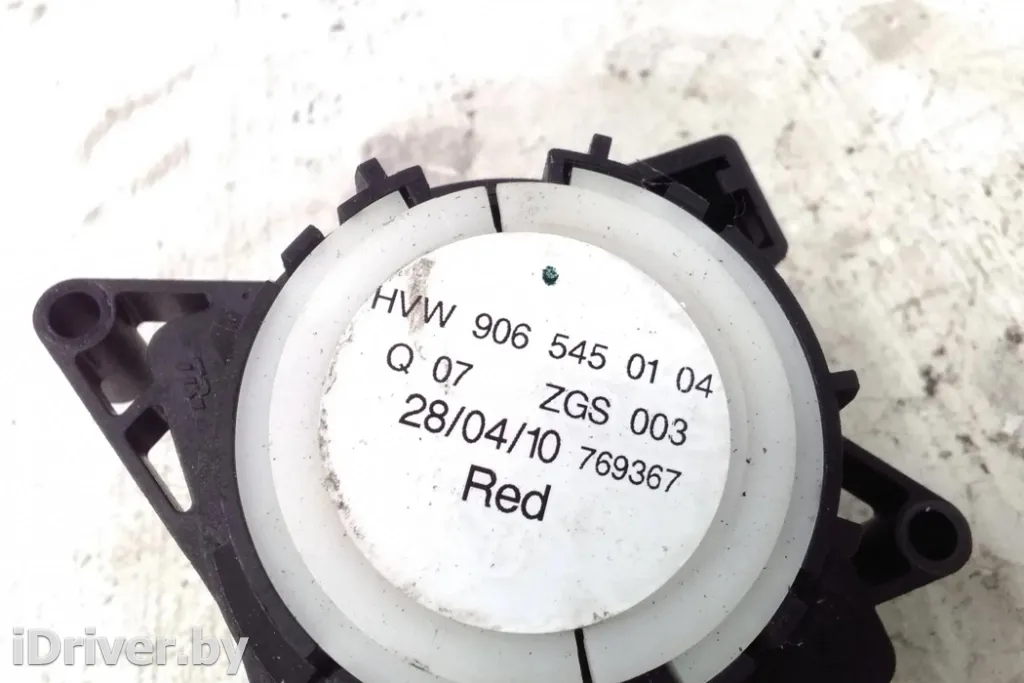 HVW 906 545 01 04
Q 07 ZGS 003
28/04/10 769367
Red
iDriver.by